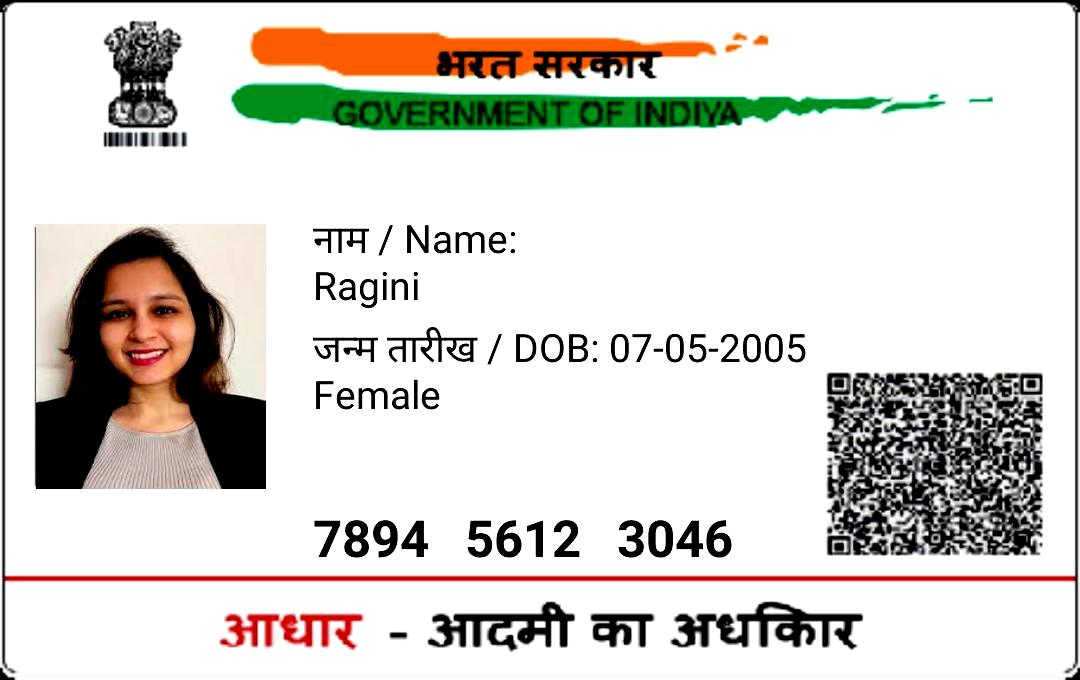 भरत सरकार
GOVERNMENT OF INDIYA
नाम / Name:
Ragini
जन्म तारीख / DOB: 07-05-2005
Female
7894 5612 3046
आधार - आदमी का अधकिार